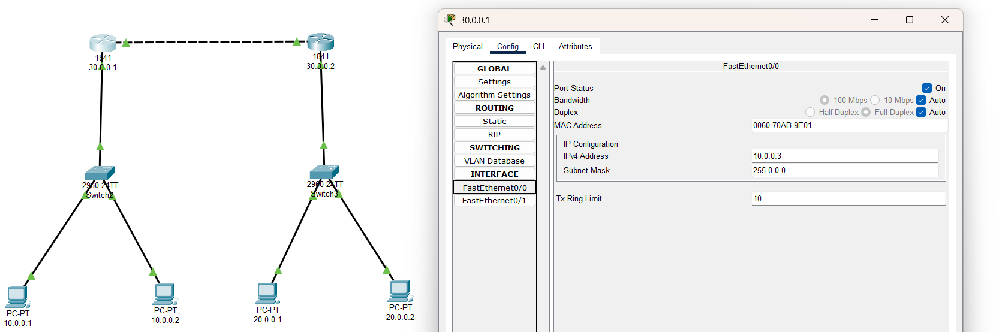 1841
30.0.0.1
1841
30.0.0.2
2960-24TT
Switch2
2960-24TT
Switch3
PC-PT
10.0.0.1
PC-PT
10.0.0.2
PC-PT
20.0.0.1
PC-PT
20.0.0.2
30.0.0.1
Physical Config CLI Attributes
GLOBAL
Settings
Algorithm Settings
ROUTING
Static
RIP
SWITCHING
VLAN Database
INTERFACE
FastEthernet0/0
FastEthernet0/1
FastEthernet0/0
Port Status On
Bandwidth 100 Mbps 10 Mbps Auto
Duplex Half Duplex Full Duplex Auto
MAC Address 0060.70AB.9E01
IP Configuration
IPv4 Address 10.0.0.3
Subnet Mask 255.0.0.0
Tx Ring Limit 10